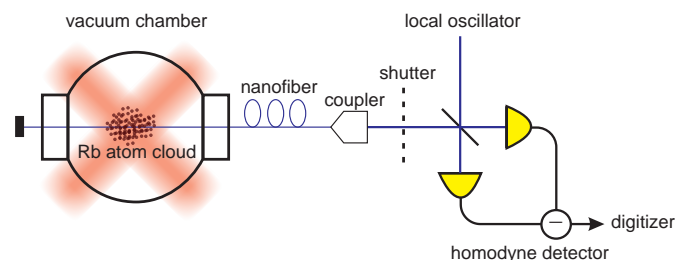 vacuum chamber
local oscillator
shutter
nanofiber
coupler
Rb atom cloud
−
digitizer
homodyne detector